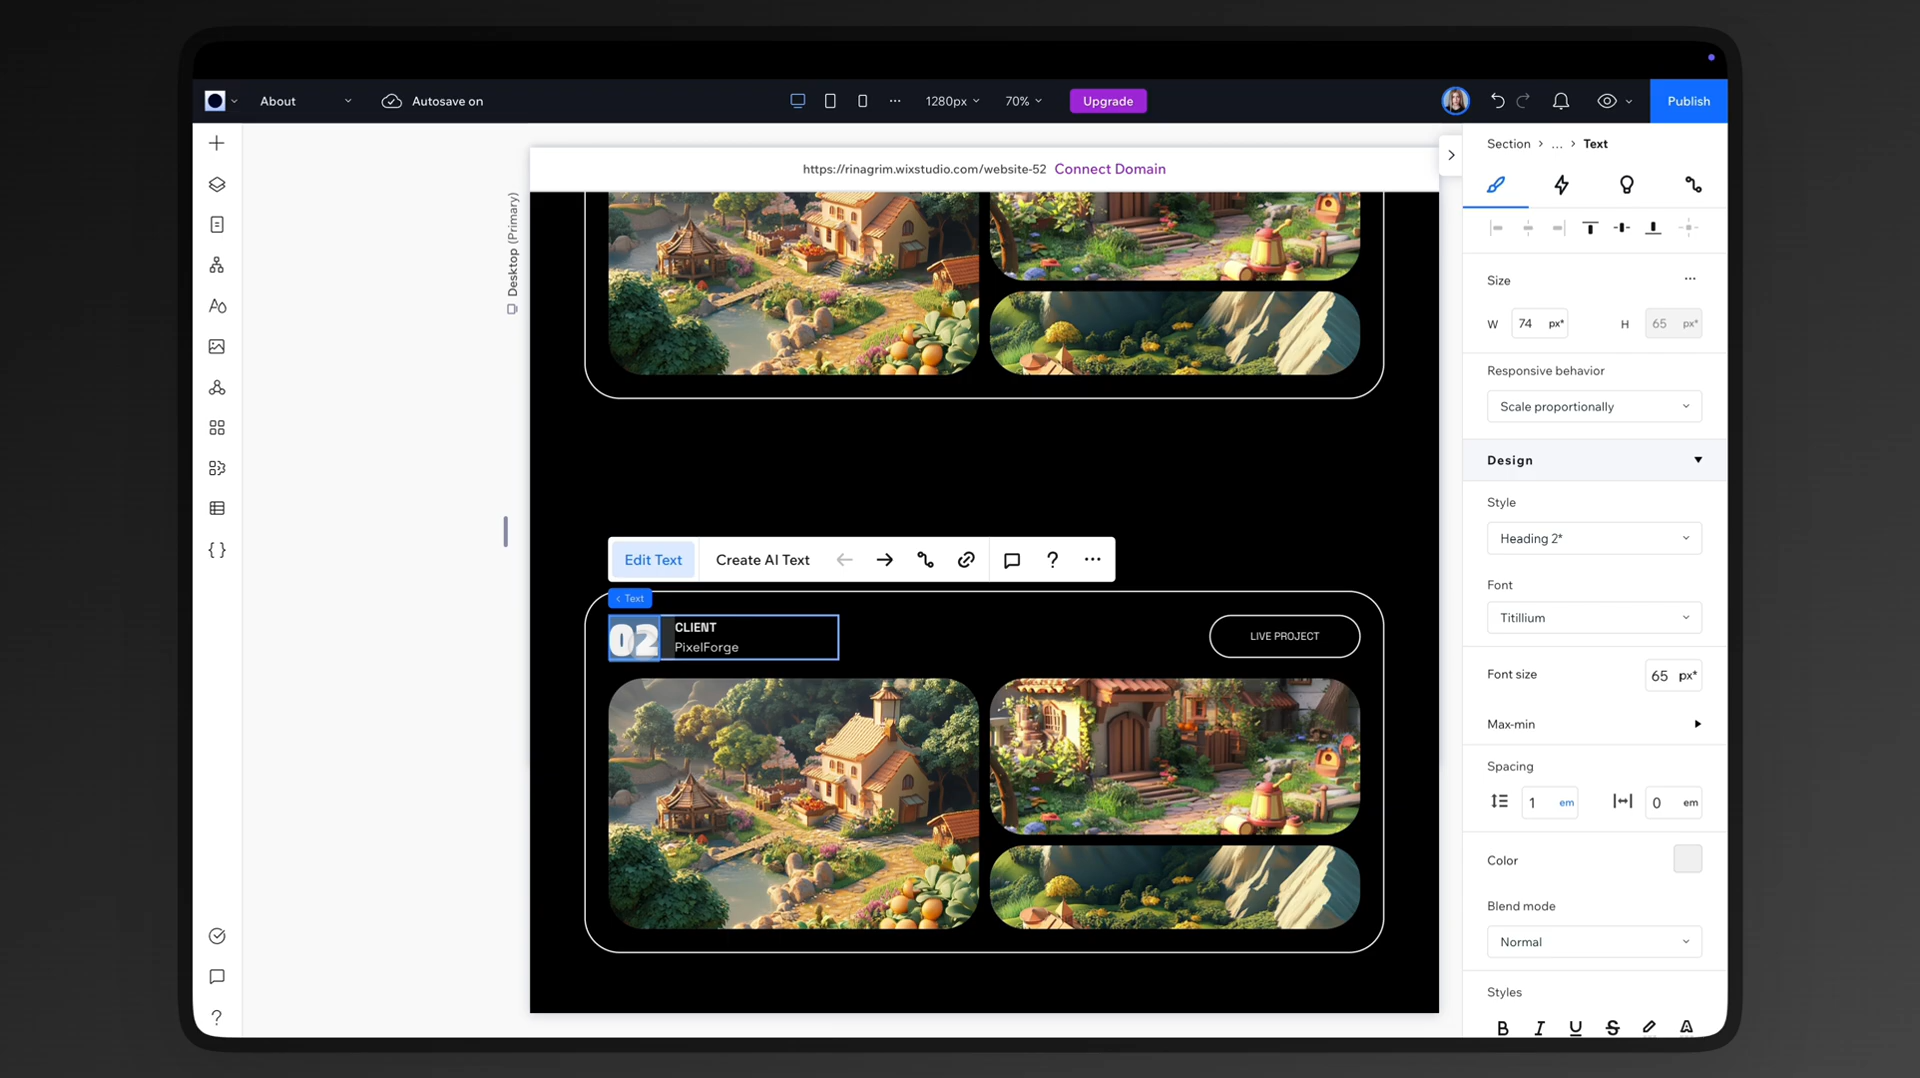 About
Autosave on
1280px
70%
Upgrade
Publish
https://rinagrim.wixstudio.com/website-52 Connect Domain
Desktop (Primary)
Edit Text
Create AI Text
?
< Text
02
CLIENT
PixelForge
LIVE PROJECT
Section > ... > Text
Size
W 74 px*
H 65 px*
Responsive behavior
Scale proportionally
Design
Style
Heading 2*
Font
Titillium
Font size
65 px*
Max-min
Spacing
1 em
0 em
Color
Blend mode
Normal
Styles
B I U S A